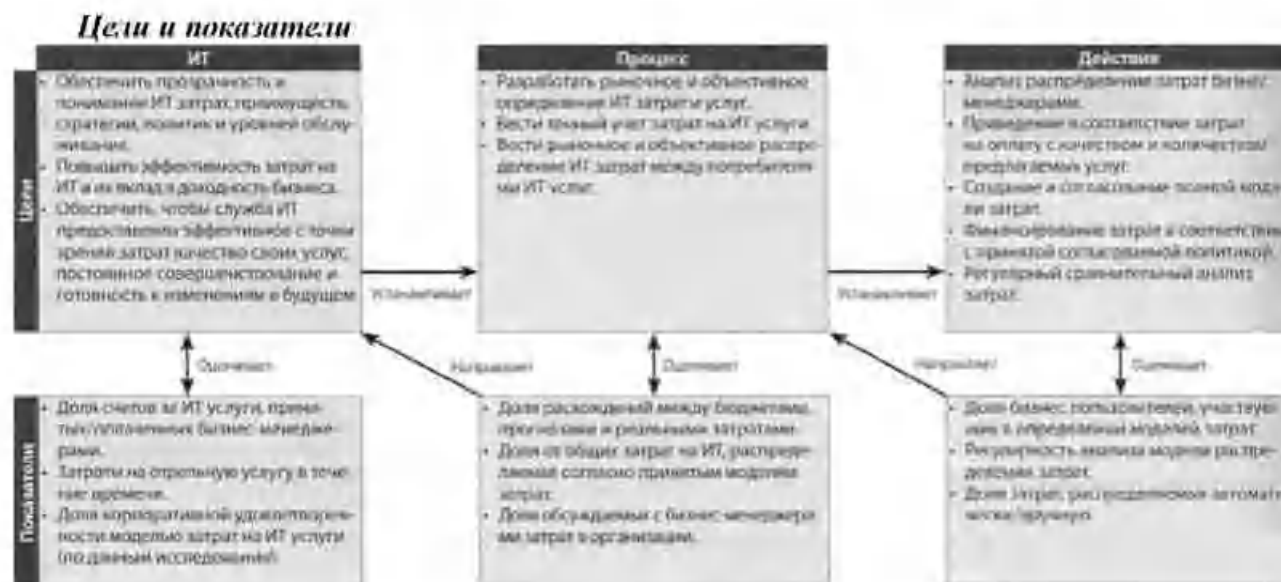 Цели и показатели
ИТ
Обеспечить прозрачность и
понимание ИТ затрат, преимуществ,
стратегии, политик и уровней обслу-
живания.
Повышать эффективность затрат на
ИТ и их вклад в доходность бизнеса.
Обеспечить, чтобы служба ИТ
предоставляла эффективное с точки
зрения затрат качество своих услуг,
постоянное совершенствование и
готовность к изменениям в будущем
Процесс
Разработать рыночное и объективное
определение ИТ затрат и услуг.
Вести точный учет затрат на ИТ услуги
Вести рыночное и объективное распре-
деление ИТ затрат между потребителя-
ми ИТ услуг.
Действия
Анализ распределения затрат бизнес
менеджерами.
Приведение в соответствие затрат
на оплату с качеством и количеством
предлагаемых услуг.
Создание и согласование полной моде
ли затрат.
Финансирование затрат в соответствии
с принятой согласованной политикой.
Регулярный сравнительный анализ
затрат.
Цели
Устанавливает
Устанавливает
Оценивает
Направляет
Оценивает
Направляет
Оценивает
Показатели
Доля счетов за ИТ услуги, приня-
тых/оплаченных бизнес-менедже-
рами.
Затраты на отдельную услугу в тече-
ние времени.
Доля корпоративной удовлетворен-
ности моделью затрат на ИТ услуги
(по данным исследования)
Доля расхождений между бюджетами,
прогнозами и реальными затратами.
Доля от общих затрат на ИТ, распреде-
ляемая согласно принятым моделям
затрат.
Доля обсуждаемых с бизнес-менеджера
ми затрат в организации.
Доля бизнес пользователей, участвую-
щих в определении моделей затрат
Регулярность анализа модели распре-
деления затрат.
Доля затрат, распределяемая автомати
чески/вручную.